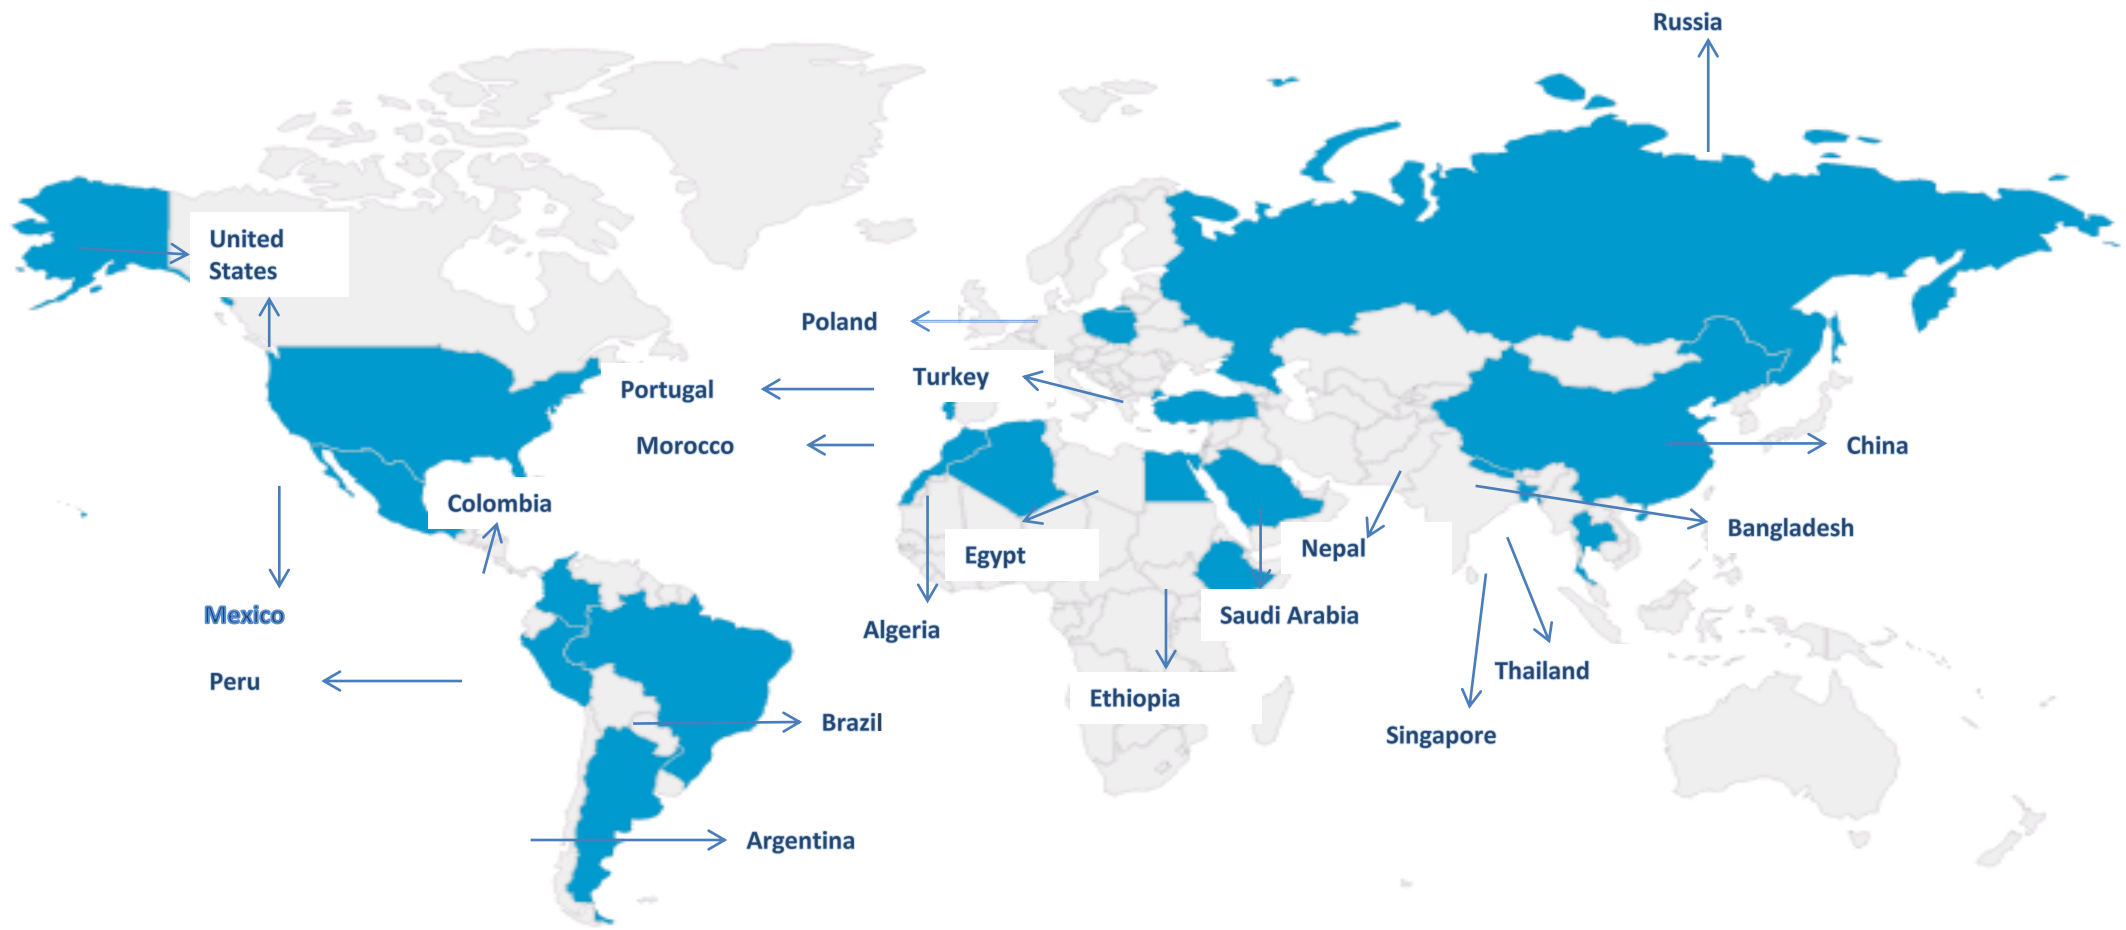 Russia
United
States
Poland
Turkey
Portugal
Morocco
China
Colombia
Bangladesh
Egypt
Nepal
Mexico
Algeria
Saudi Arabia
Thailand
Peru
Ethiopia
Brazil
Singapore
Argentina